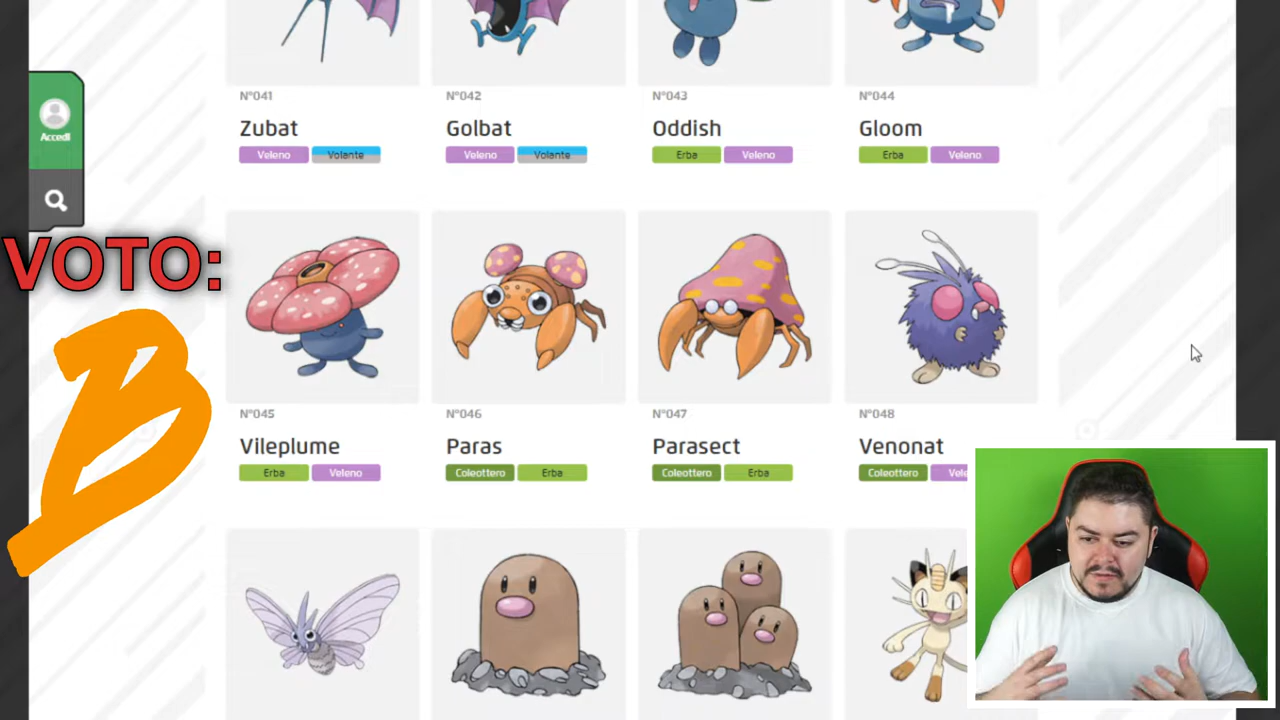 N°041
Zubat
Veleno Volante
N°042
Golbat
Veleno Volante
N°043
Oddish
Erba Veleno
N°044
Gloom
Erba Veleno
Accedi
VOTO:
B
N°045
Vileplume
Erba Veleno
N°046
Paras
Coleottero Erba
N°047
Parasect
Coleottero Erba
N°048
Venonat
Coleottero Vele